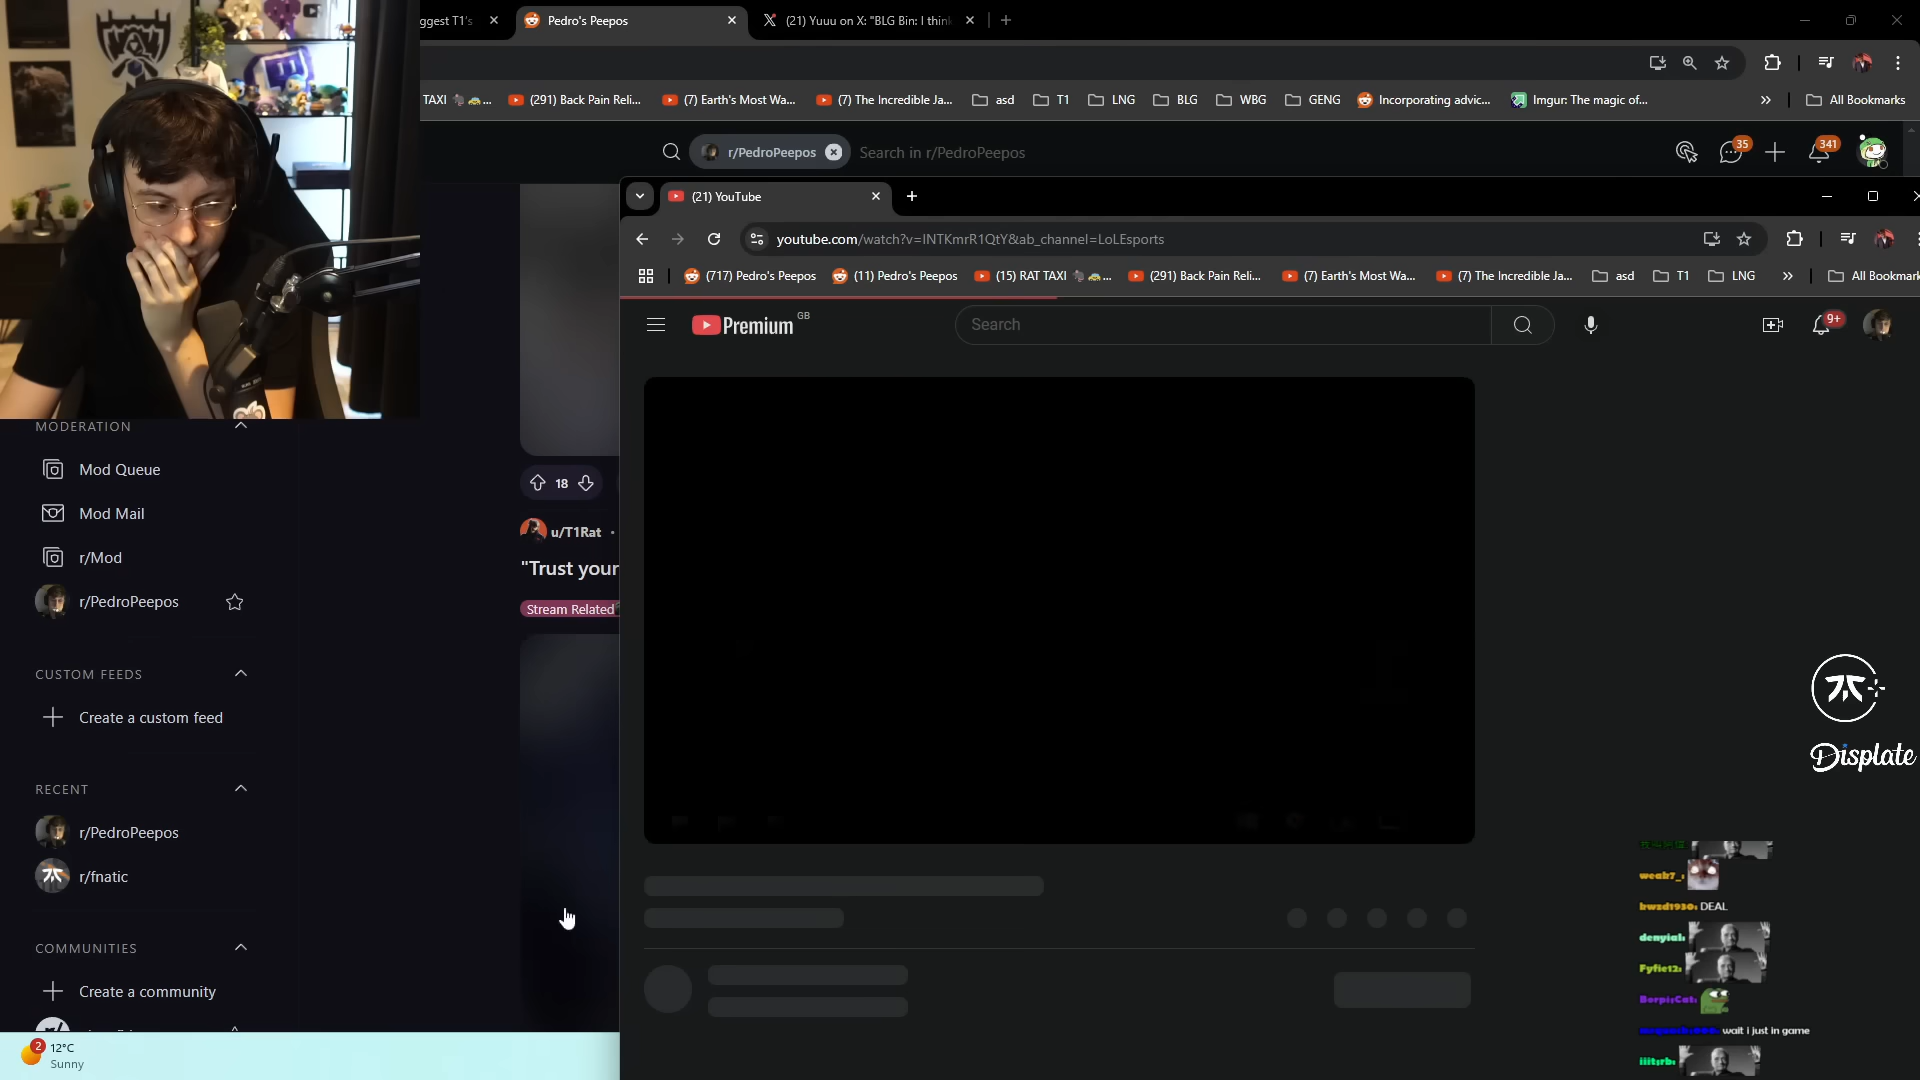 ggest T1's
Pedro's Peepos
(21) Yuuu on X: "BLG Bin: I think
TAXI
(291) Back Pain Reli...
(7) Earth's Most Wa...
(7) The Incredible Ja...
asd
T1
LNG
BLG
WBG
GENG
Incorporating advic...
Imgur: The magic of...
All Bookmarks
r/PedroPeepos
Search in r/PedroPeepos
35
341
(21) YouTube
youtube.com/watch?v=INTKmrR1QtY&ab_channel=LoLEsports
(717) Pedro's Peepos
(11) Pedro's Peepos
(15) RAT TAXI
(291) Back Pain Reli...
(7) Earth's Most Wa...
(7) The Incredible Ja...
asd
T1
LNG
All Bookmark
Premium
GB
Search
9+
MODERATION
Mod Queue
Mod Mail
r/Mod
r/PedroPeepos
CUSTOM FEEDS
Create a custom feed
RECENT
r/PedroPeepos
r/fnatic
COMMUNITIES
Create a community
18
u/T1Rat
"Trust your
Stream Related
Displate
weak7_:
kwzd1930: DEAL
denyial:
Fyfie12:
BorpicCat:
wait i just in game
iiitsrb:
2
12°C
Sunny